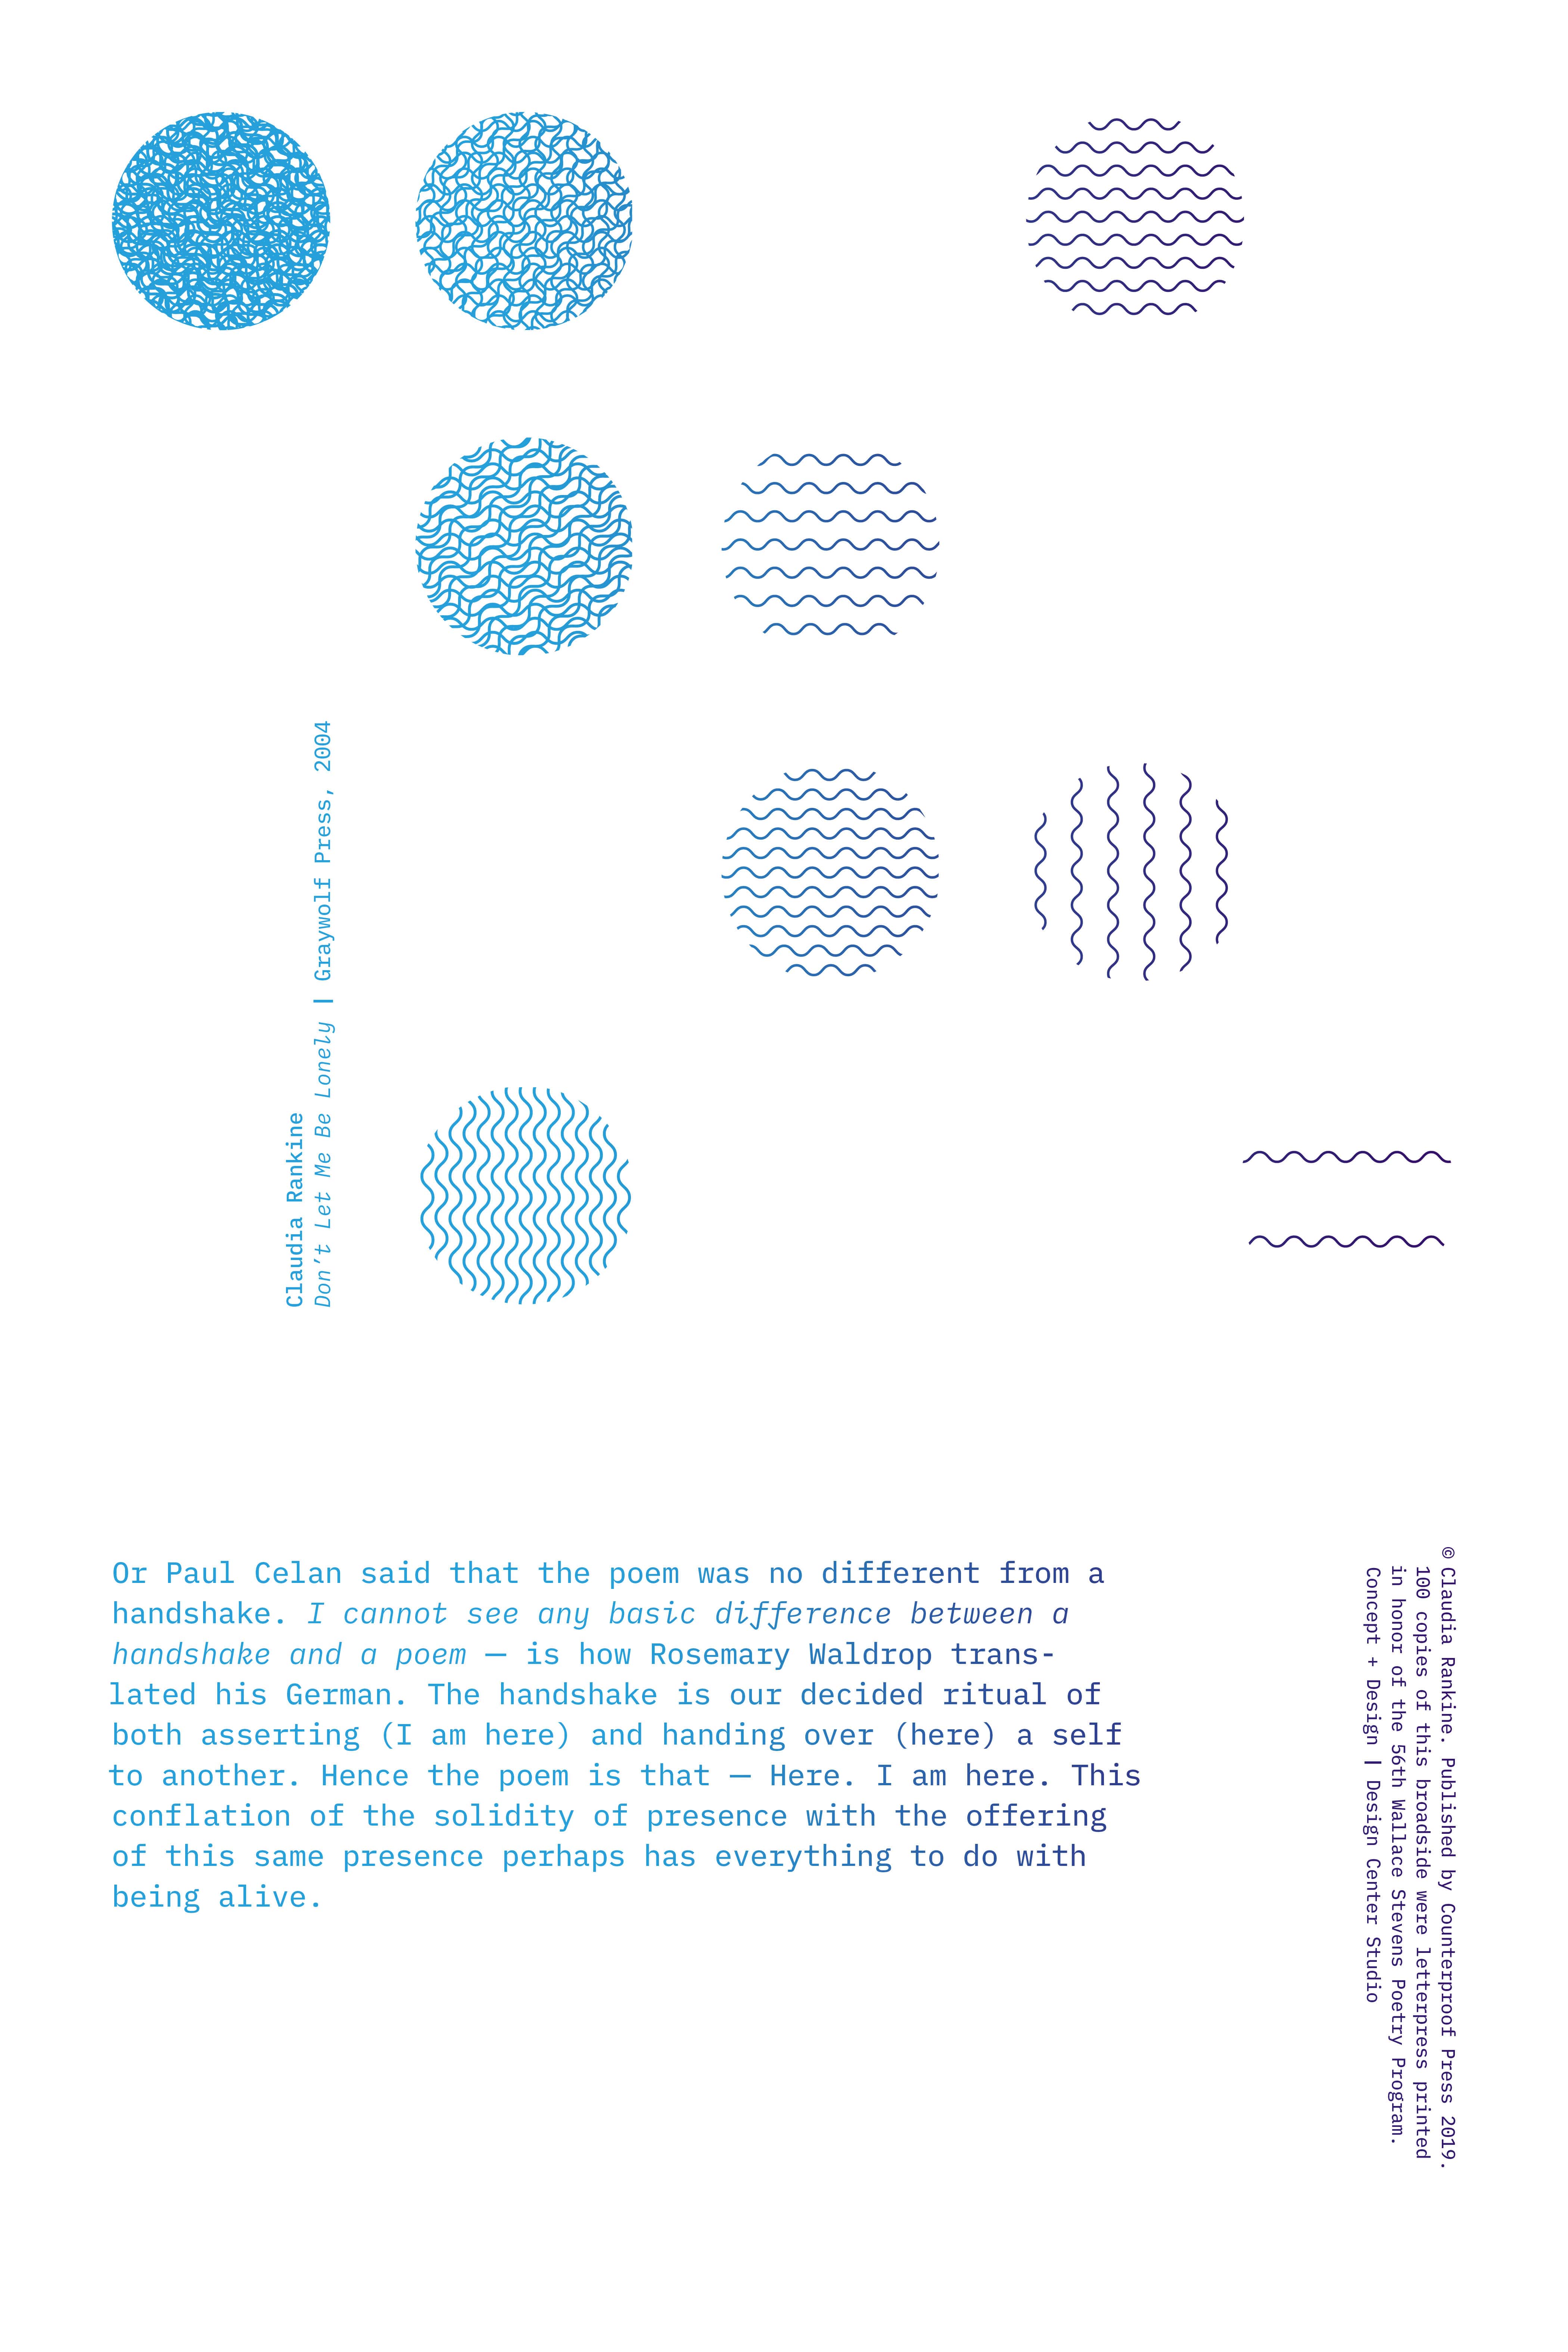 Claudia Rankine
Don’t Let Me Be Lonely | Graywolf Press, 2004
Or Paul Celan said that the poem was no different from a
handshake. I cannot see any basic difference between a
handshake and a poem — is how Rosemary Waldrop trans-
lated his German. The handshake is our decided ritual of
both asserting (I am here) and handing over (here) a self
to another. Hence the poem is that — Here. I am here. This
conflation of the solidity of presence with the offering
of this same presence perhaps has everything to do with
being alive.
© Claudia Rankine. Published by Counterproof Press 2019.
100 copies of this broadside were letterpress printed
in honor of the 56th Wallace Stevens Poetry Program.
Concept + Design | Design Center Studio